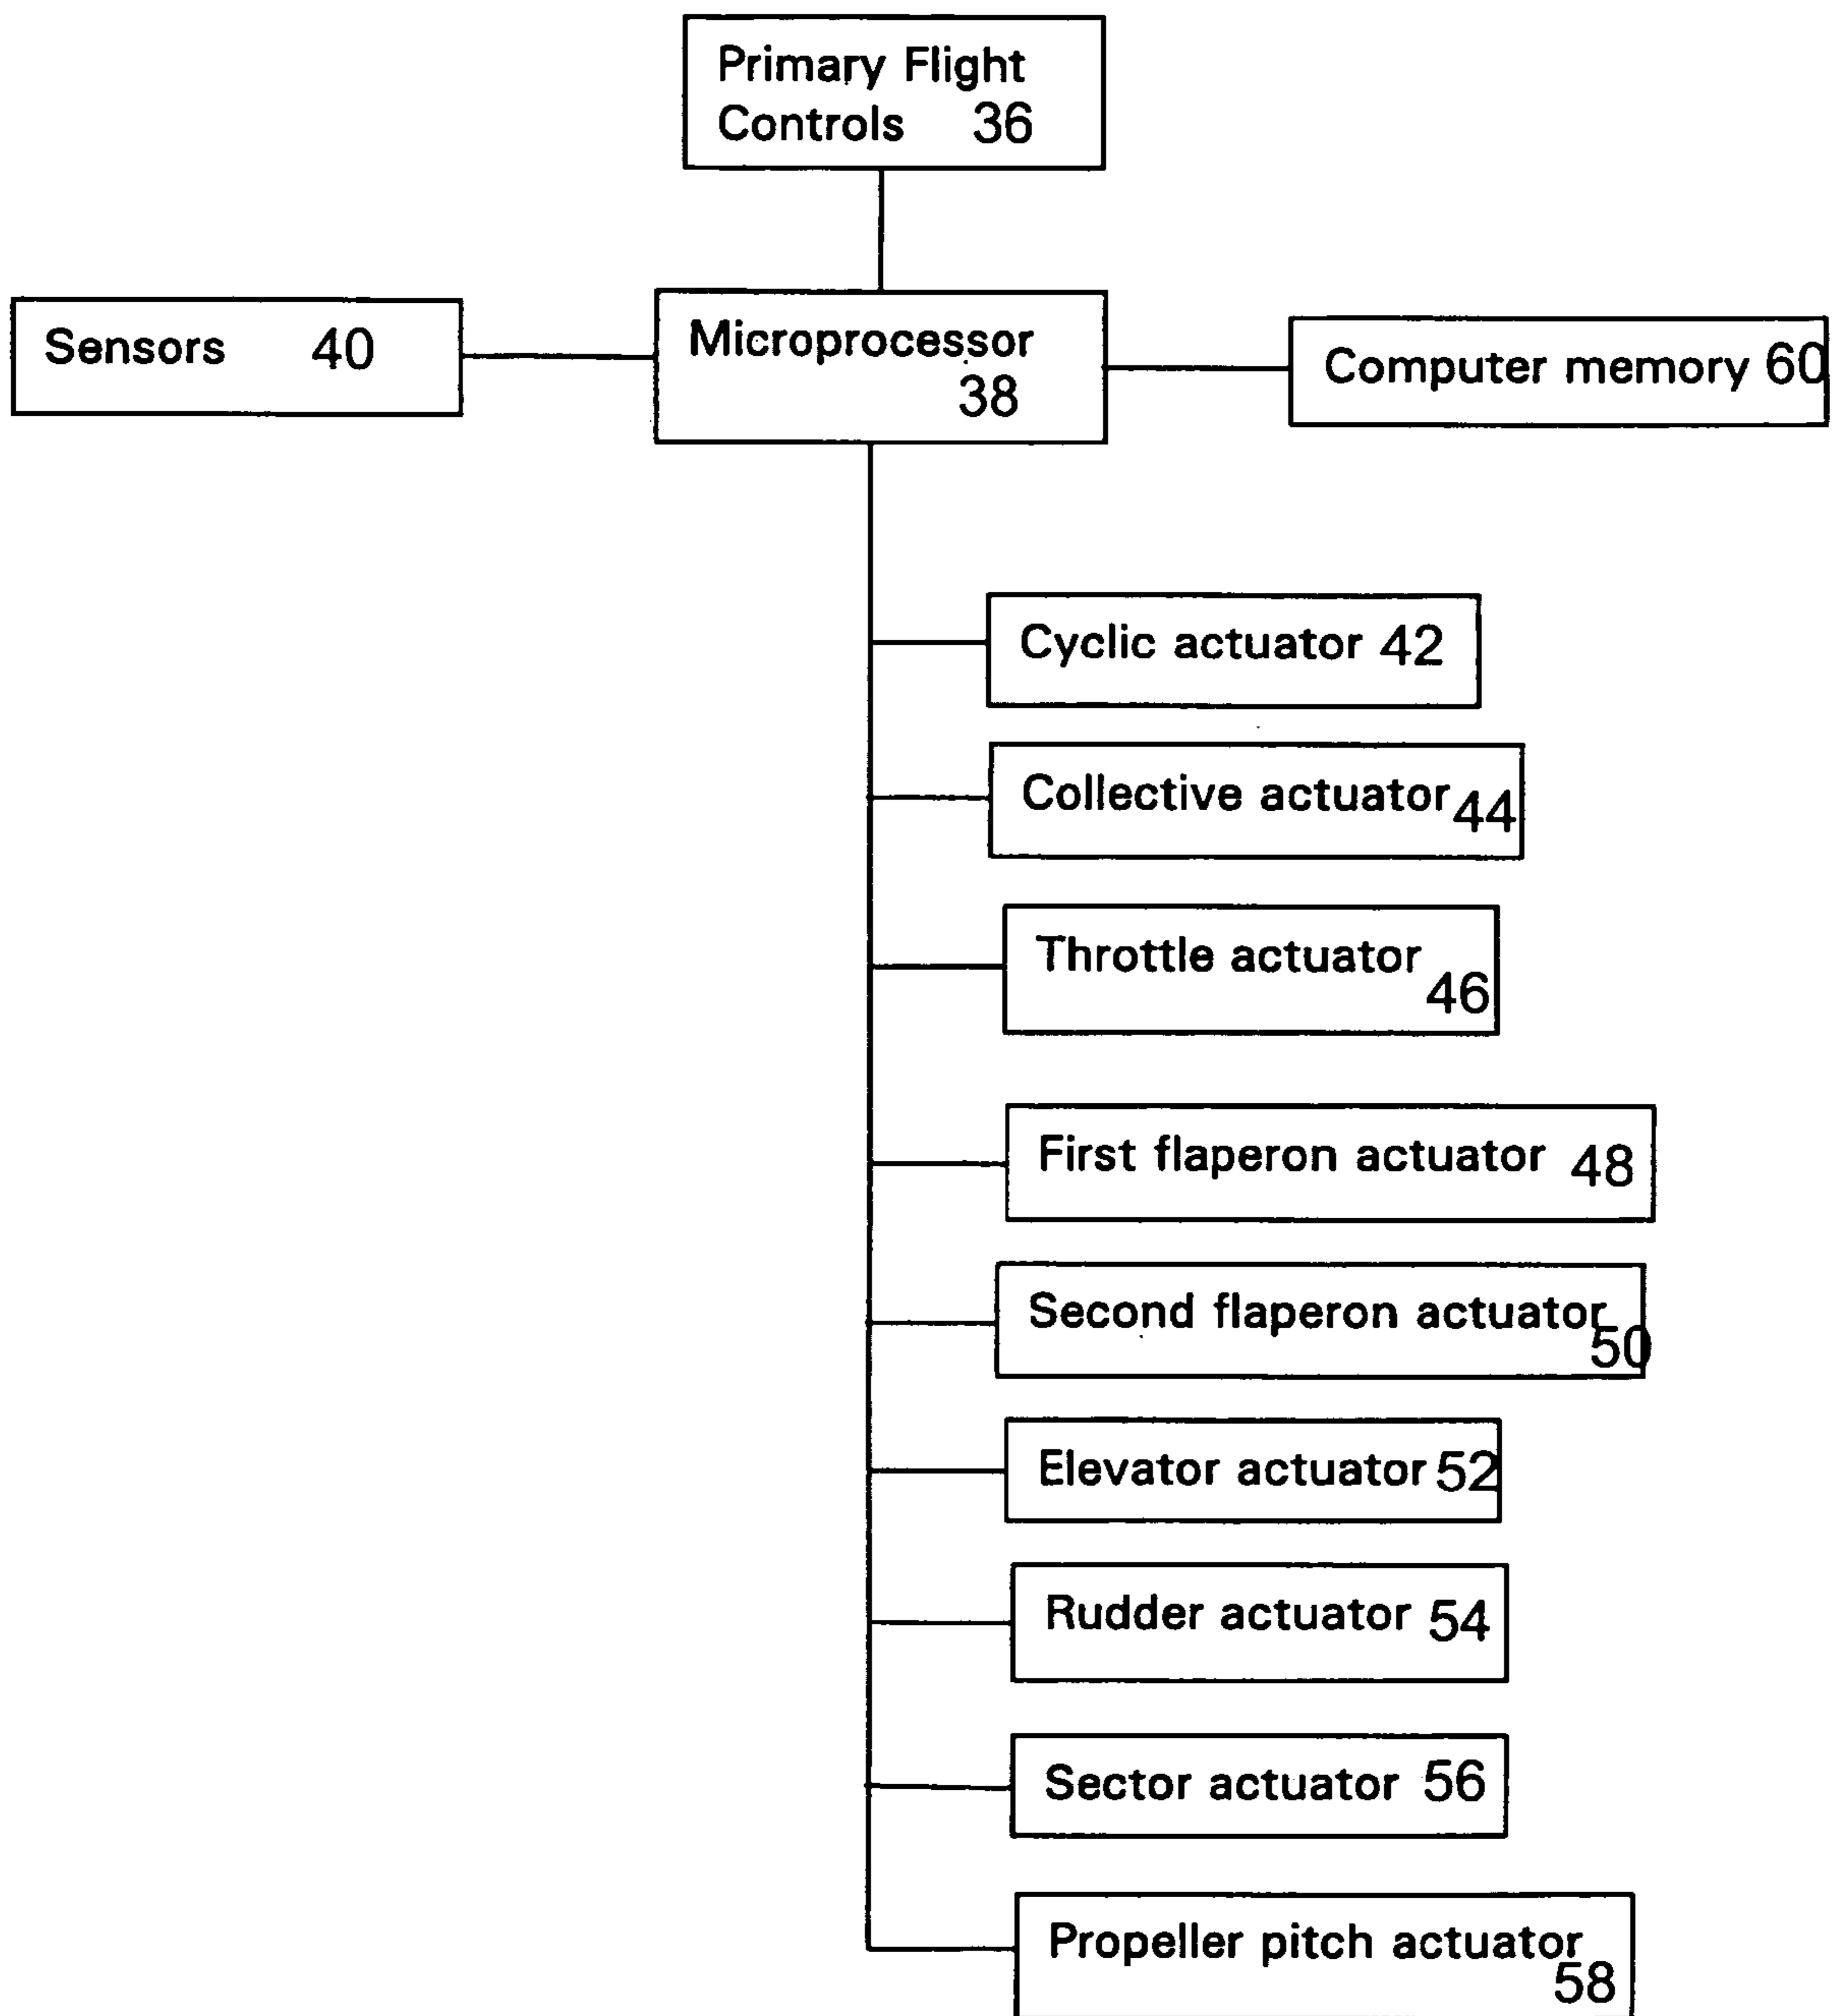 Primary Flight
Controls 36
Sensors 40
Microprocessor
38
Computer memory 60
Cyclic actuator 42
Collective actuator 44
Throttle actuator
46
First flaperon actuator 48
Second flaperon actuator
50
Elevator actuator 52
Rudder actuator 54
Sector actuator 56
Propeller pitch actuator
58